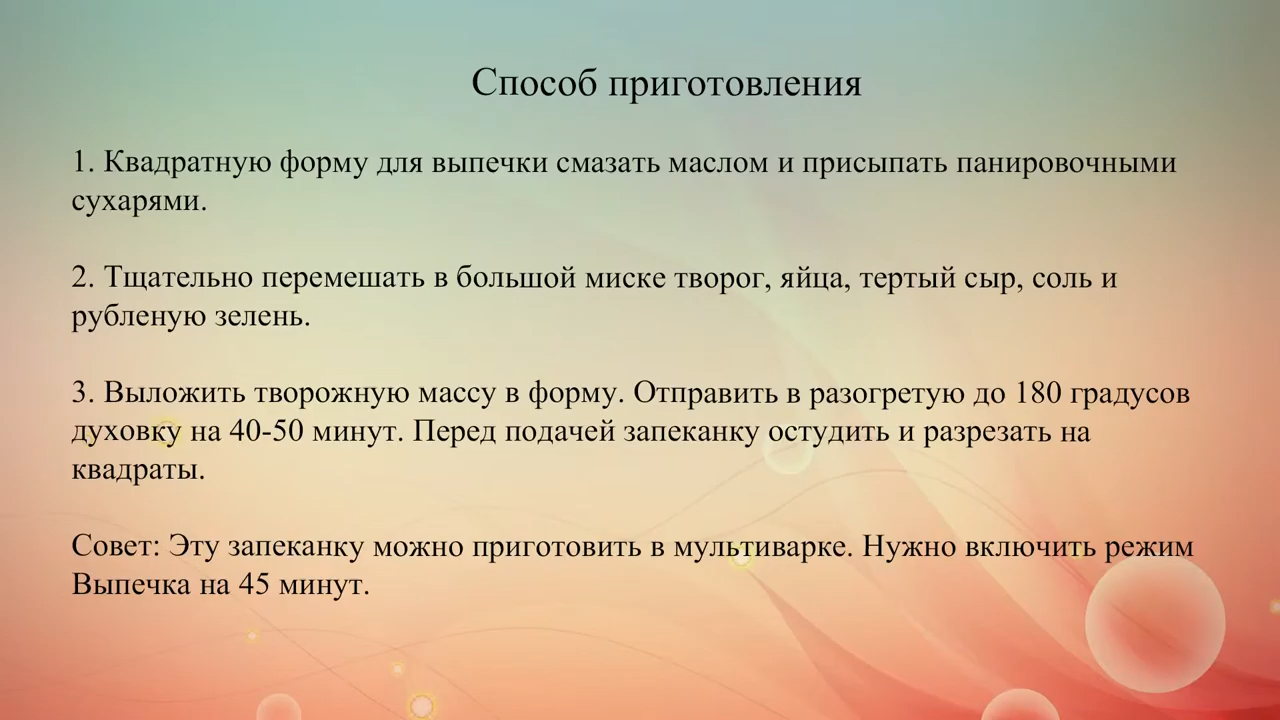 Способ приготовления
1. Квадратную форму для выпечки смазать маслом и присыпать панировочными
сухарями.
2. Тщательно перемешать в большой миске творог, яйца, тертый сыр, соль и
рубленую зелень.
3. Выложить творожную массу в форму. Отправить в разогретую до 180 градусов
духовку на 40-50 минут. Перед подачей запеканку остудить и разрезать на
квадраты.
Совет: Эту запеканку можно приготовить в мультиварке. Нужно включить режим
Выпечка на 45 минут.